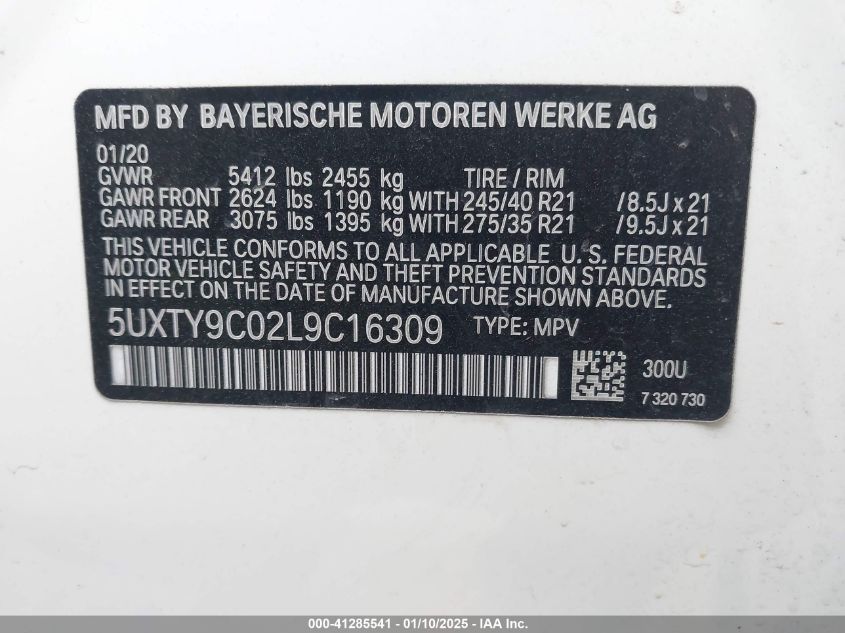 MFD BY BAYERISCHE MOTOREN WERKE AG
01/20
GVWR 5412 lbs 2455 kg TIRE / RIM
GAWR FRONT 2624 lbs 1190 kg WITH 245/40 R21 /8.5J x 21
GAWR REAR 3075 lbs 1395 kg WITH 275/35 R21 /9.5J x 21
THIS VEHICLE CONFORMS TO ALL APPLICABLE U. S. FEDERAL
MOTOR VEHICLE SAFETY AND THEFT PREVENTION STANDARDS
IN EFFECT ON THE DATE OF MANUFACTURE SHOWN ABOVE.
5UXTY9C02L9C16309 TYPE: MPV
300U
7 320 730
000-41285541 - 01/10/2025 - IAA Inc.